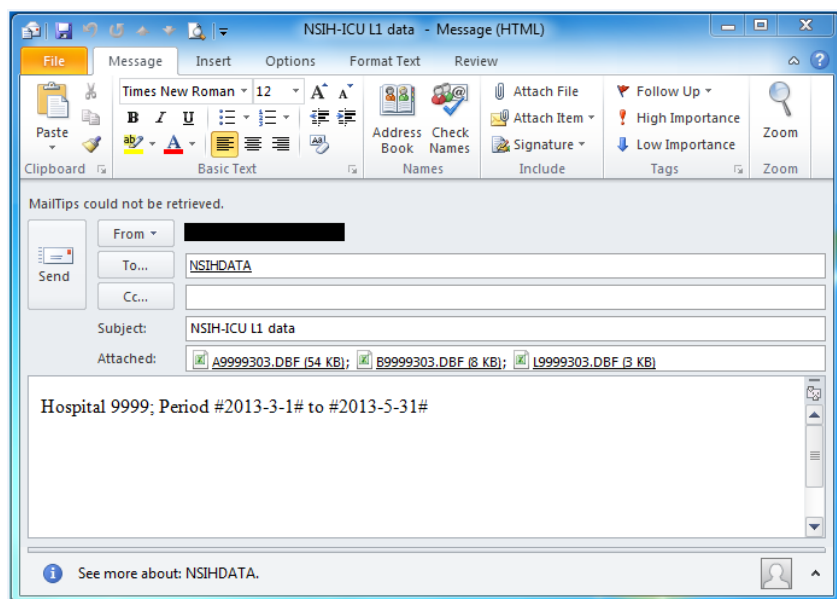 NSIH-ICU L1 data - Message (HTML)
File Message Insert Options Format Text Review
Times New Roman 12 A A Attach File Follow Up
Paste B I U Address Book Check Names Attach Item High Importance Zoom
ab A Aa Signature Low Importance
Clipboard Basic Text Names Include Tags Zoom
MailTips could not be retrieved.
From
Send To... NSIHDATA
Cc...
Subject: NSIH-ICU L1 data
Attached: A9999303.DBF (54 KB); B9999303.DBF (8 KB); L9999303.DBF (3 KB)
Hospital 9999; Period #2013-3-1# to #2013-5-31#
See more about: NSIHDATA.